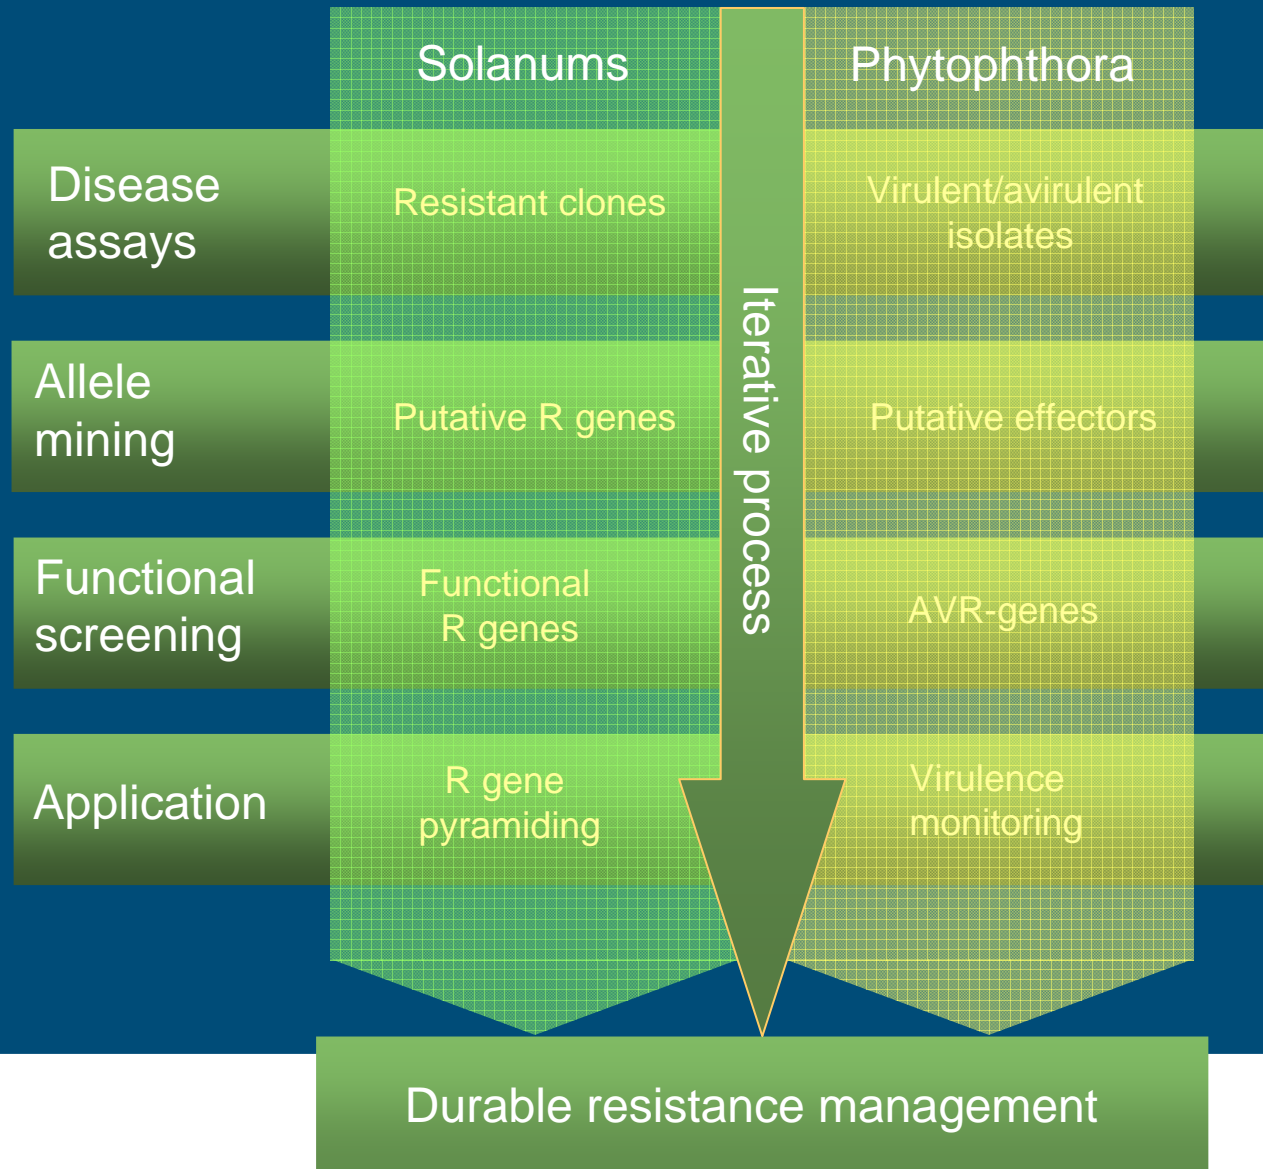 Solanums
Phytophthora
Disease
assays
Resistant clones
Virulent/avirulent
isolates
Iterative process
Allele
mining
Putative R genes
Putative effectors
Functional
screening
Functional
R genes
AVR-genes
Application
R gene
pyramiding
Virulence
monitoring
Durable resistance management